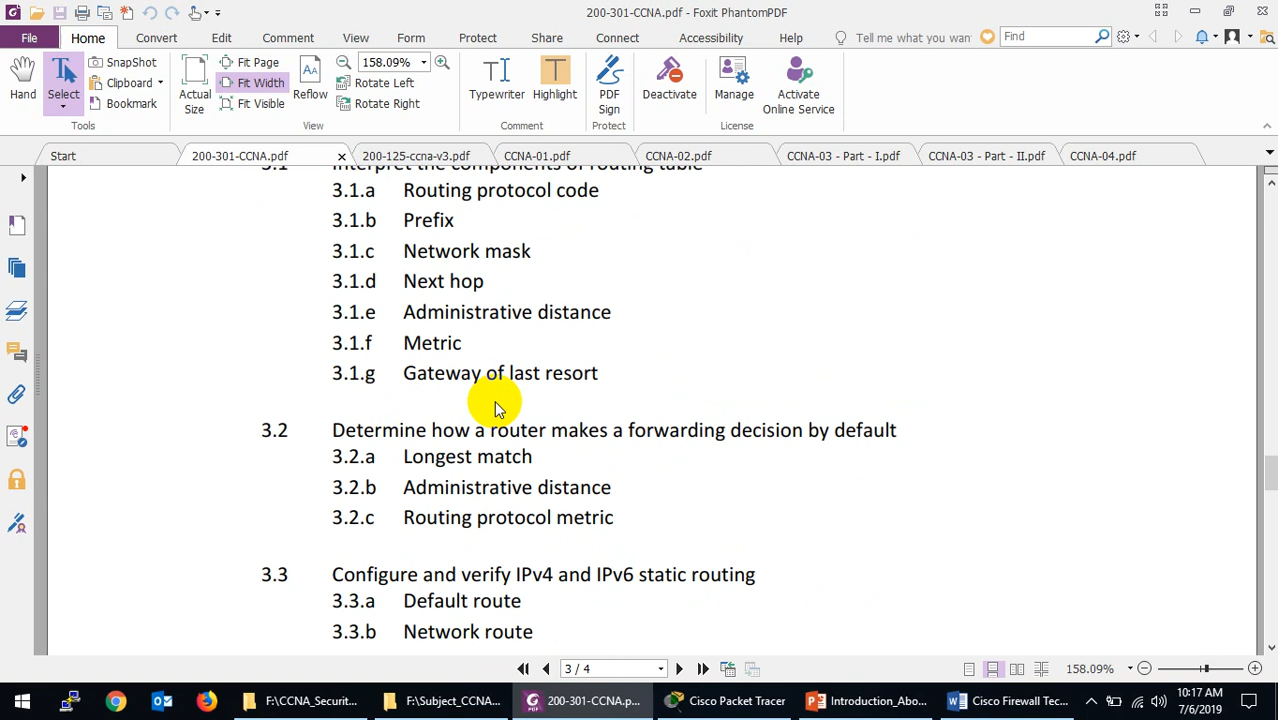 200-301-CCNA.pdf - Foxit PhantomPDF
File Home Convert Edit Comment View Form Protect Share Connect Accessibility Help Tell me what you want Find
Hand
Select
SnapShot
Clipboard
Bookmark
Tools
Actual Size
Fit Page
Fit Width
Fit Visible
Reflow
158.09%
Rotate Left
Rotate Right
View
Typewriter
Highlight
Comment
PDF Sign
Protect
Deactivate
Manage
Activate Online Service
License
Start 200-301-CCNA.pdf 200-125-ccna-v3.pdf CCNA-01.pdf CCNA-02.pdf CCNA-03 - Part - I.pdf CCNA-03 - Part - II.pdf CCNA-04.pdf
3.1 Interpret the components of routing table
3.1.a Routing protocol code
3.1.b Prefix
3.1.c Network mask
3.1.d Next hop
3.1.e Administrative distance
3.1.f Metric
3.1.g Gateway of last resort
3.2 Determine how a router makes a forwarding decision by default
3.2.a Longest match
3.2.b Administrative distance
3.2.c Routing protocol metric
3.3 Configure and verify IPv4 and IPv6 static routing
3.3.a Default route
3.3.b Network route
3 / 4 158.09%
F:\CCNA_Securit... F:\Subject_CCNA... 200-301-CCNA.p... Cisco Packet Tracer Introduction_Abo... Cisco Firewall Tec...
10:17 AM
7/6/2019